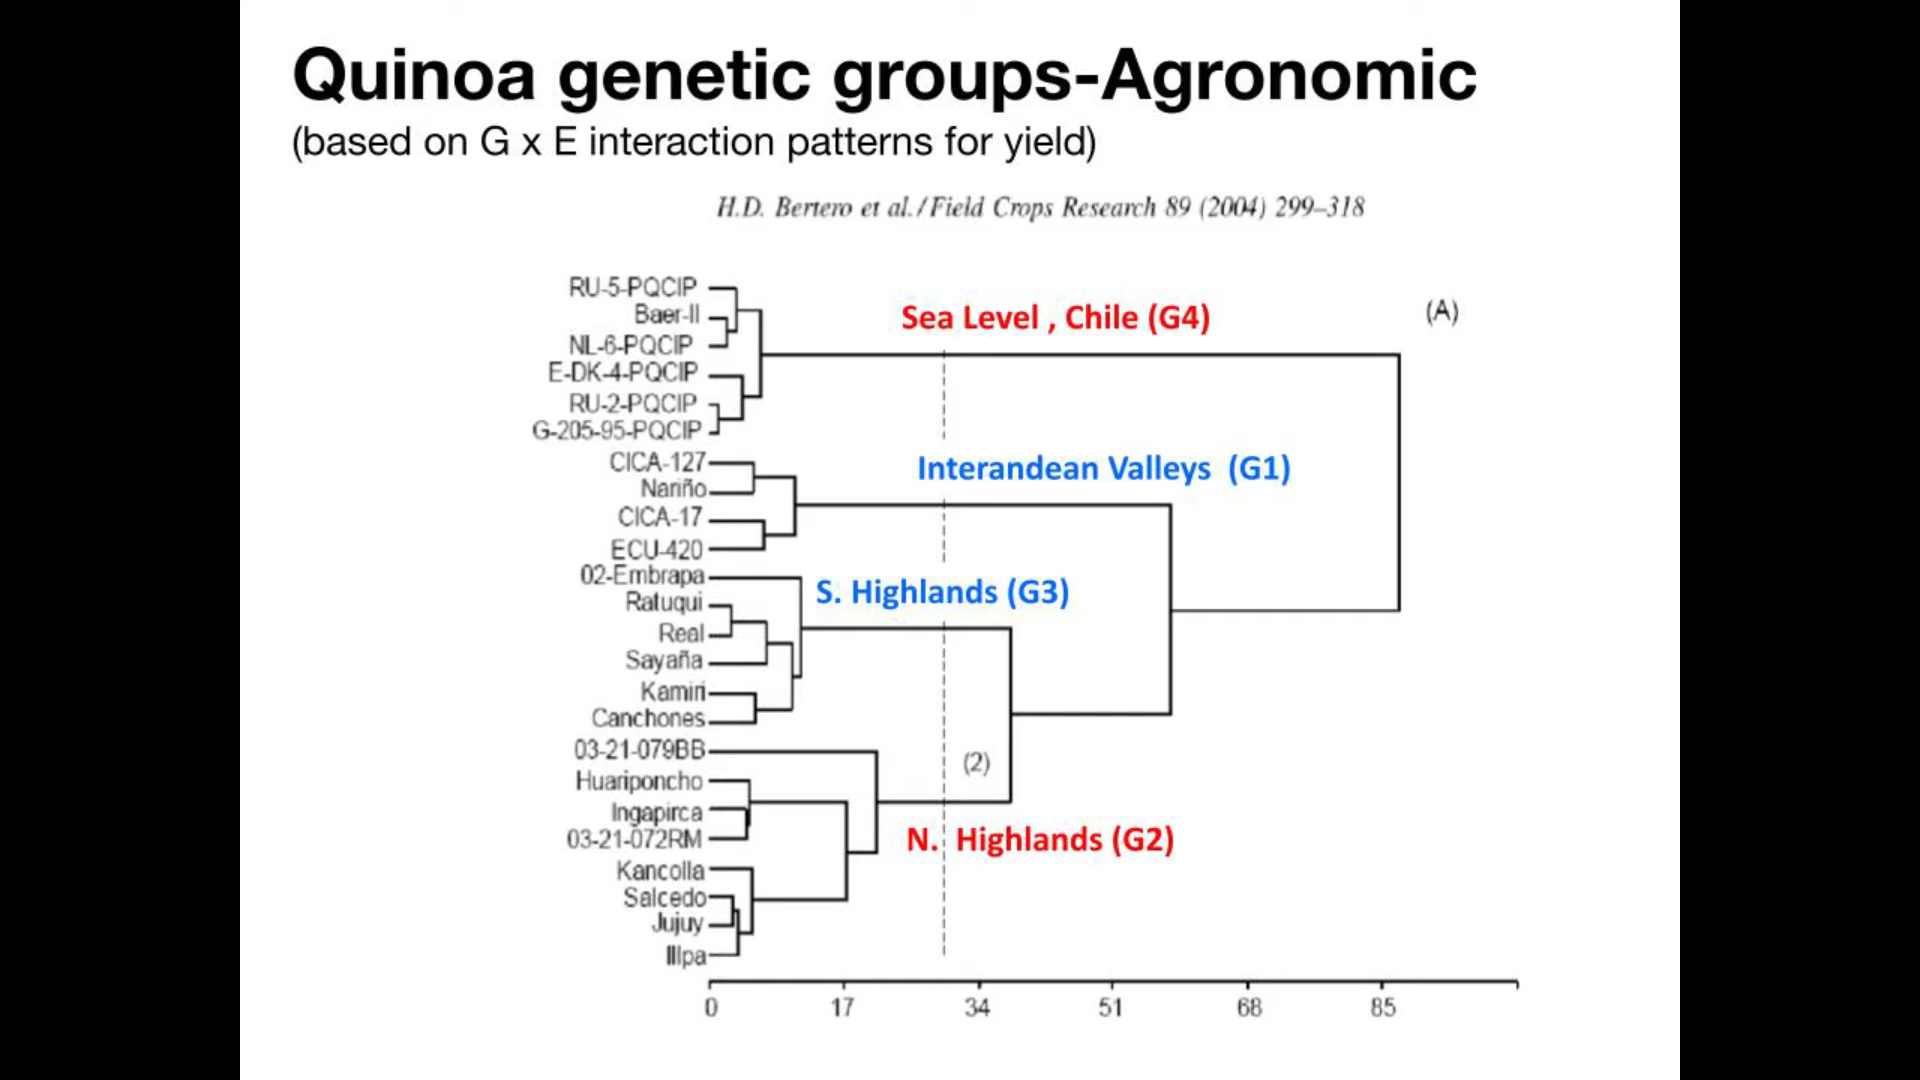 Quinoa genetic groups-Agronomic
(based on G x E interaction patterns for yield)
H.D. Bertero et al. / Field Crops Research 89 (2004) 299–318
RU-5-PQCIP
Baer-II
NL-6-PQCIP
E-DK-4-PQCIP
RU-2-PQCIP
G-205-95-PQCIP
Sea Level , Chile (G4)
(A)
CICA-127
Nariño
CICA-17
ECU-420
Interandean Valleys (G1)
02-Embrapa
Ratuqui
Real
Sayaña
Kamiri
Canchones
S. Highlands (G3)
03-21-079BB
Huariponcho
Ingapirca
03-21-072RM
Kancolla
Salcedo
Jujuy
Illpa
(2)
N. Highlands (G2)
0 17 34 51 68 85